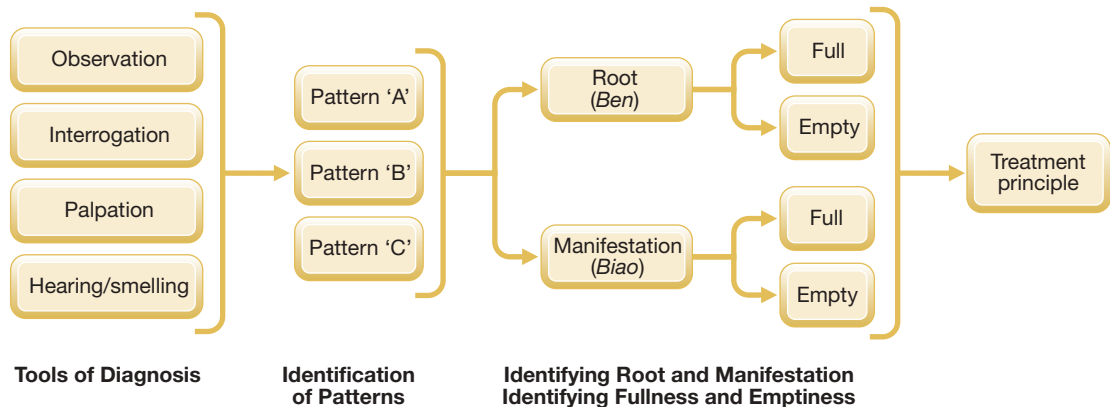 Observation
Interrogation
Palpation
Hearing/smelling
Pattern ‘A’
Pattern ‘B’
Pattern ‘C’
Root
(Ben)
Manifestation
(Biao)
Full
Empty
Full
Empty
Treatment
principle
Tools of Diagnosis
Identification
of Patterns
Identifying Root and Manifestation
Identifying Fullness and Emptiness